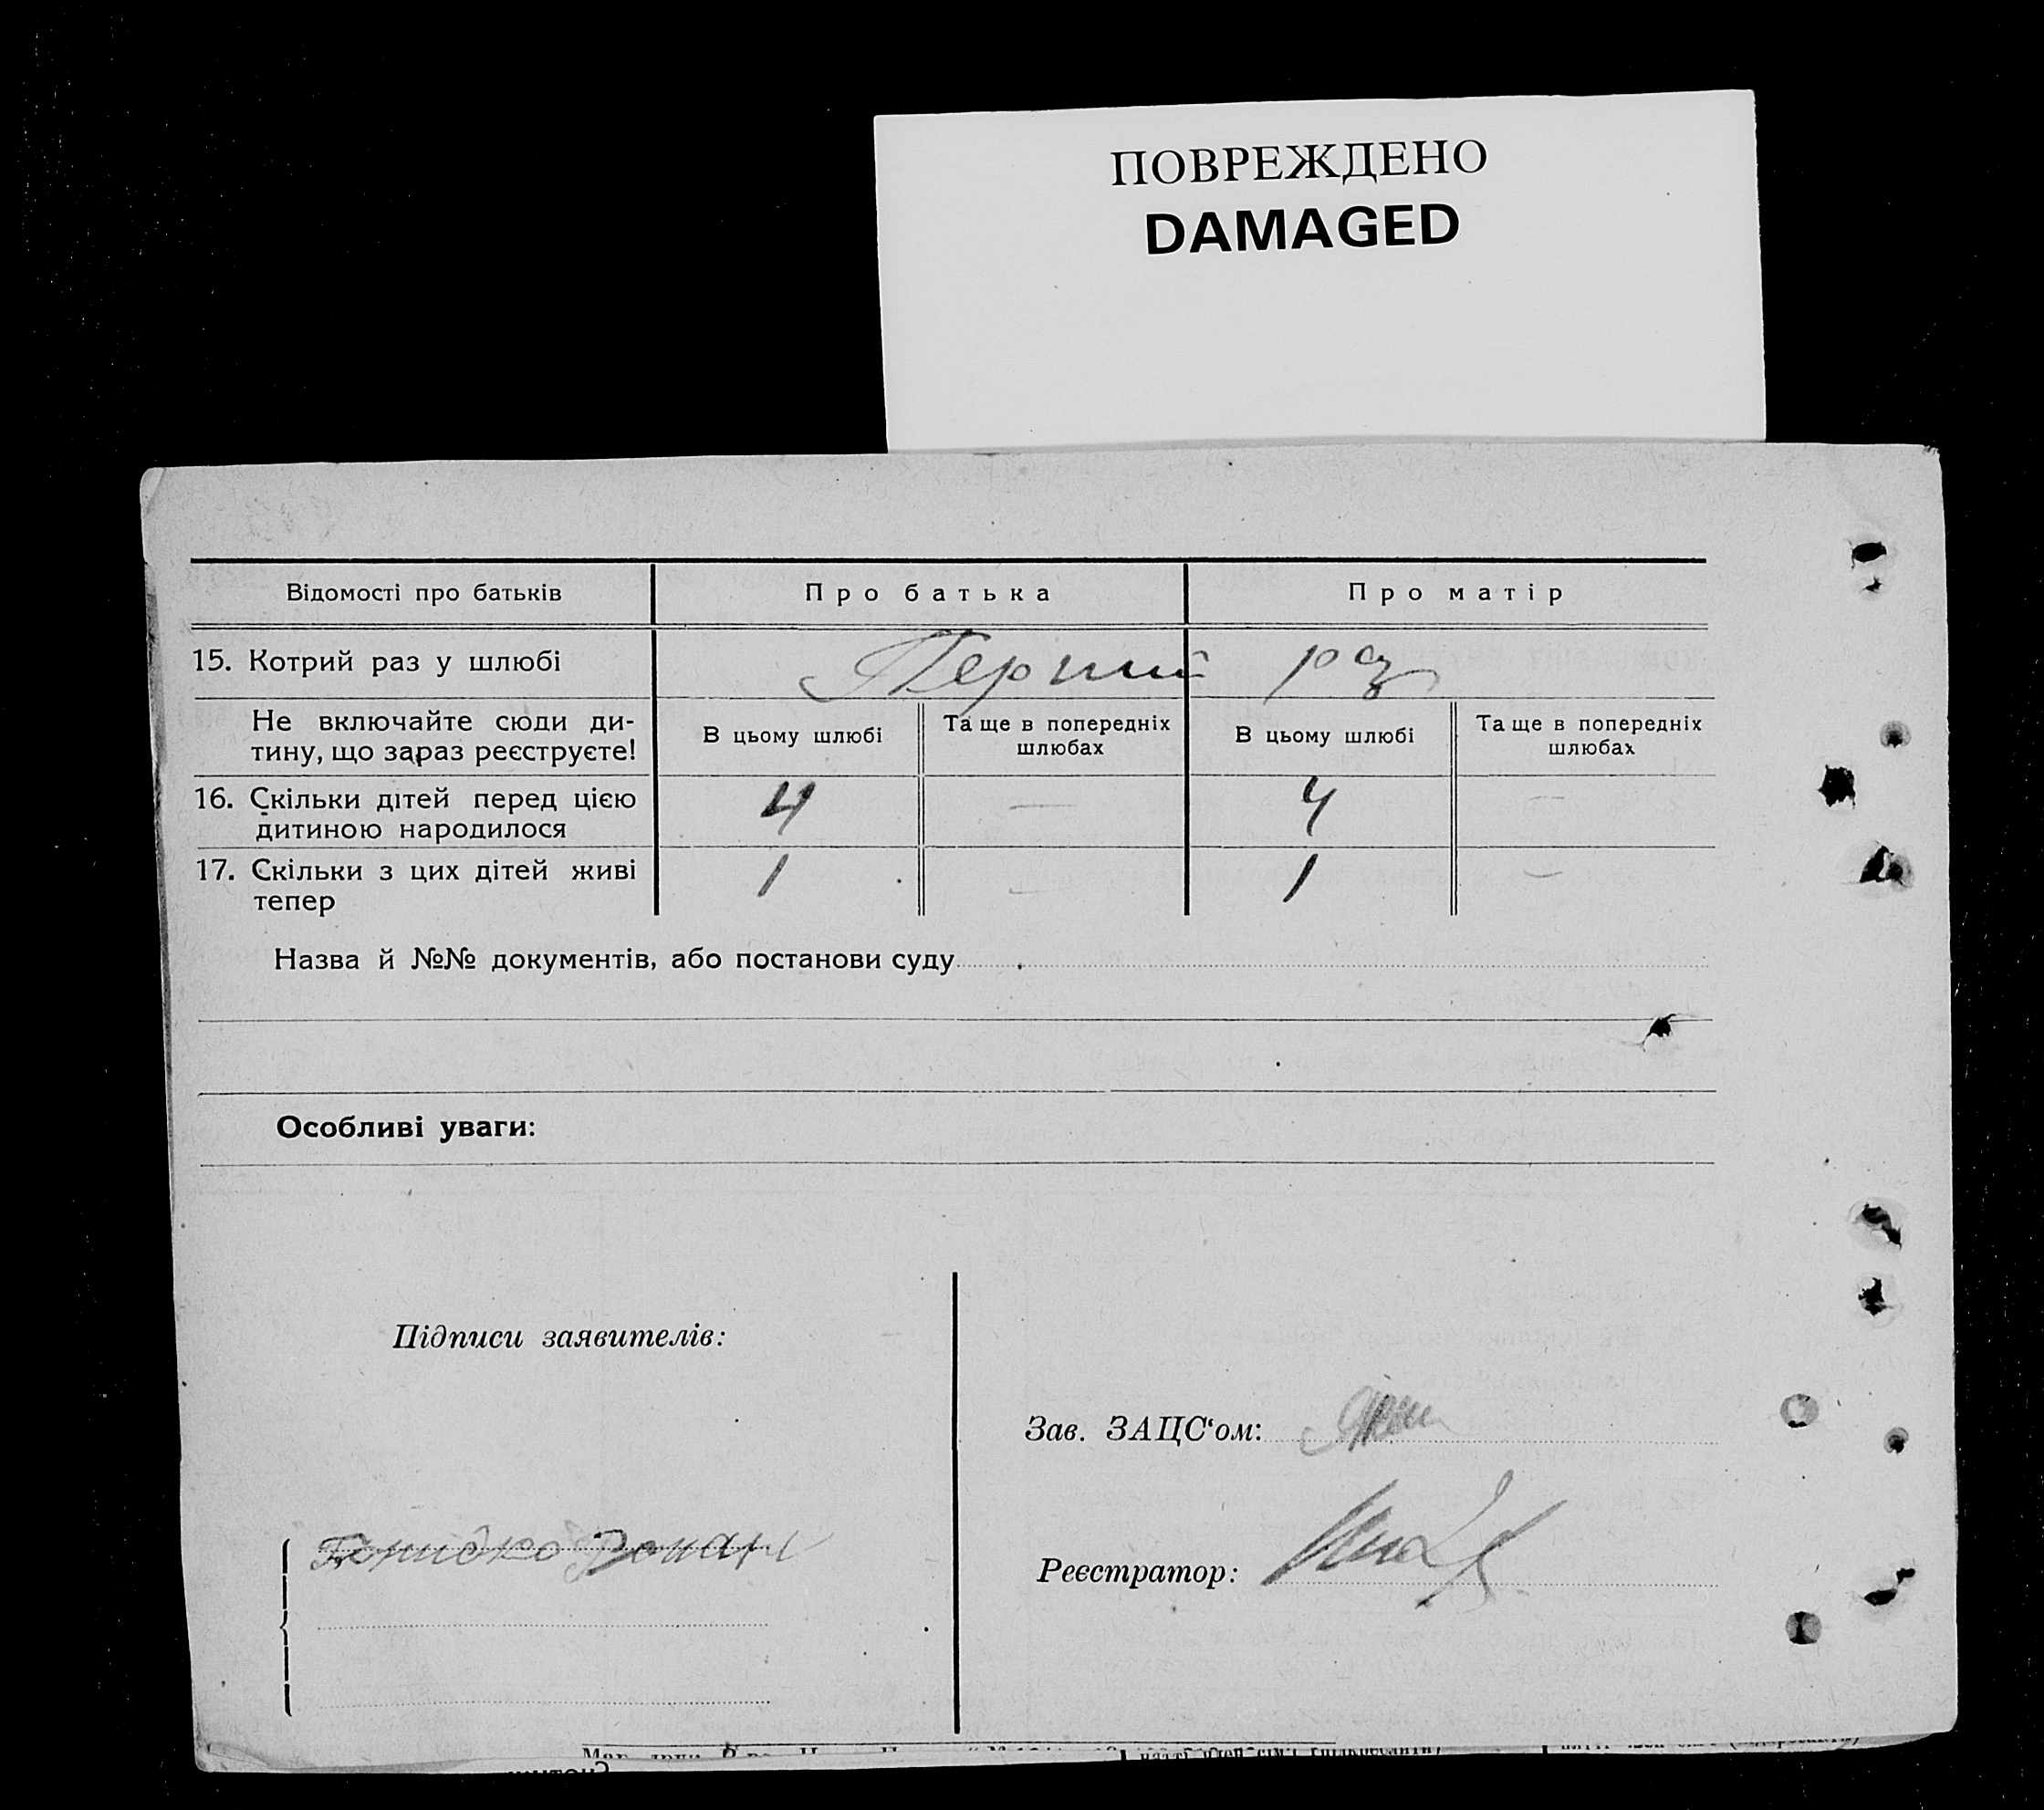 ПОВРЕЖДЕНО
DAMAGED
Відомості про батьків
Про батька
Про матір
15. Котрий раз у шлюбі
Перший раз
Не включайте сюди ди-
тину, що зараз реєструєте!
В цьому шлюбі
Та ще в попередніх
шлюбах
В цьому шлюбі
Та ще в попередніх
шлюбах
16. Скільки дітей перед цією
дитиною народилося
4 — 4 —
17. Скільки з цих дітей живі
тепер
1 — 1 —
Назва й №№ документів, або постанови суду
Особливі уваги:
Підписи заявителів:
Зав. ЗАЦС‘ом:
Роман
Реєстратор: